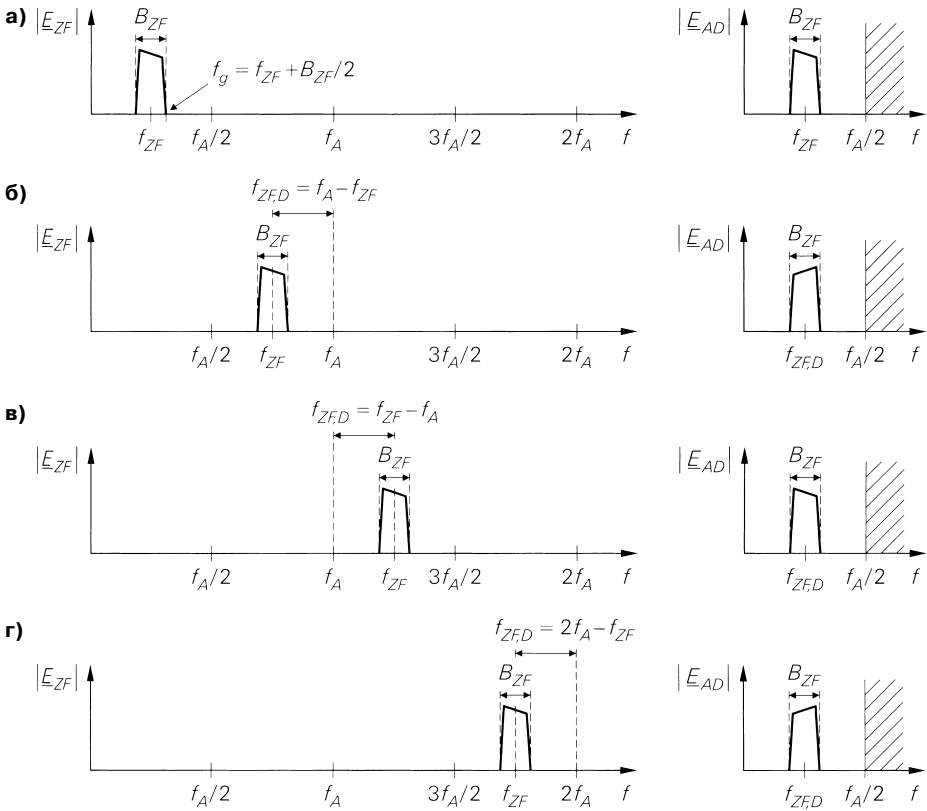 а) |E_ZF| B_ZF |E_AD| B_ZF
f_g = f_ZF + B_ZF/2
f_ZF f_A/2 f_A 3f_A/2 2f_A f f_ZF f_A/2 f
б) f_ZF,D = f_A – f_ZF
|E_ZF| B_ZF |E_AD| B_ZF
f_A/2 f_ZF f_A 3f_A/2 2f_A f f_ZF,D f_A/2 f
в) f_ZF,D = f_ZF – f_A
|E_ZF| B_ZF |E_AD| B_ZF
f_A/2 f_A f_ZF 3f_A/2 2f_A f f_ZF,D f_A/2 f
г) f_ZF,D = 2f_A – f_ZF
|E_ZF| B_ZF |E_AD| B_ZF
f_A/2 f_A 3f_A/2 f_ZF 2f_A f f_ZF,D f_A/2 f